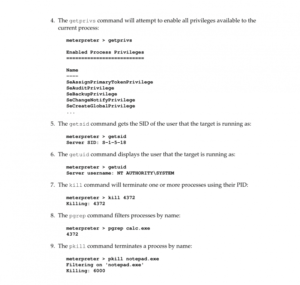 4. The getprivs command will attempt to enable all privileges available to the
current process:
meterpreter > getprivs
Enabled Process Privileges
==========================
Name
----
SeAssignPrimaryTokenPrivilege
SeAuditPrivilege
SeBackupPrivilege
SeChangeNotifyPrivilege
SeCreateGlobalPrivilege
...
5. The getsid command gets the SID of the user that the target is running as:
meterpreter > getsid
Server SID: S-1-5-18
6. The getuid command displays the user that the target is running as:
meterpreter > getuid
Server username: NT AUTHORITY\SYSTEM
7. The kill command will terminate one or more processes using their PID:
meterpreter > kill 4372
Killing: 4372
8. The pgrep command filters processes by name:
meterpreter > pgrep calc.exe
4372
9. The pkill command terminates a process by name:
meterpreter > pkill notepad.exe
Filtering on 'notepad.exe'
Killing: 6000